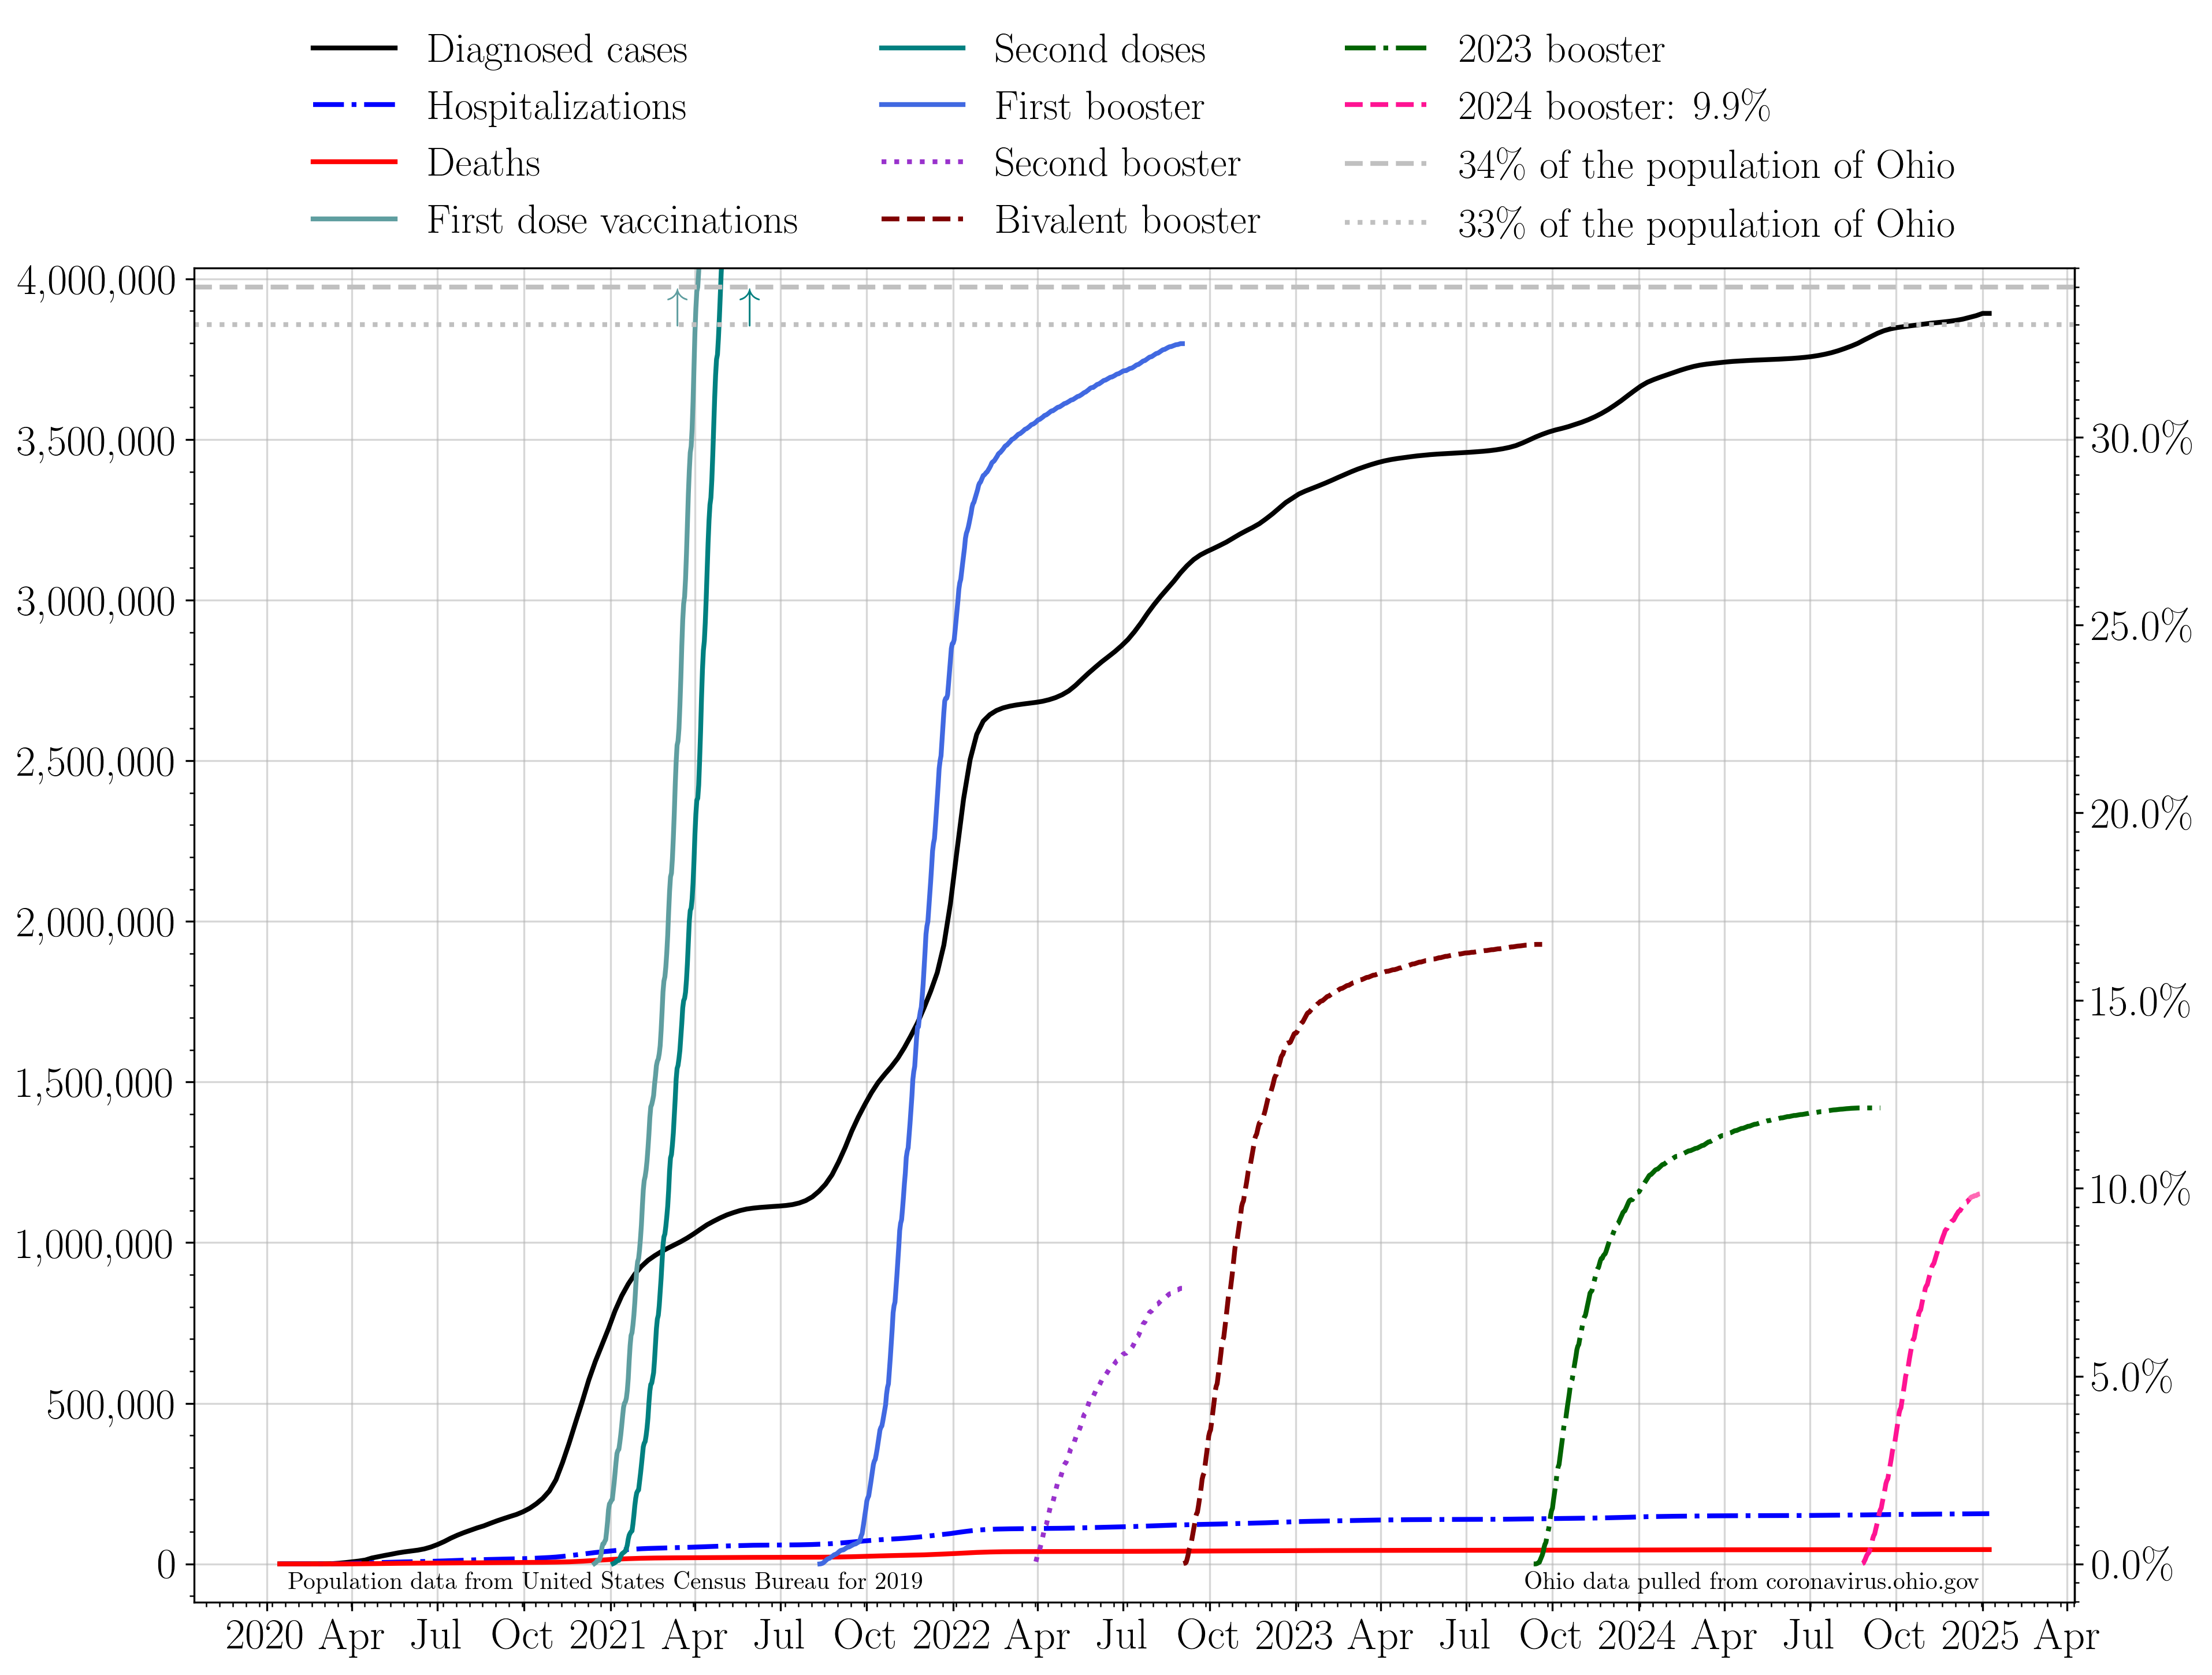 Diagnosed cases
Hospitalizations
Deaths
First dose vaccinations
Second doses
First booster
Second booster
Bivalent booster
2023 booster
2024 booster: 9.9%
34% of the population of Ohio
33% of the population of Ohio
4,000,000
3,500,000
3,000,000
2,500,000
2,000,000
1,500,000
1,000,000
500,000
0
30.0%
25.0%
20.0%
15.0%
10.0%
5.0%
0.0%
Population data from United States Census Bureau for 2019
Ohio data pulled from coronavirus.ohio.gov
2020 Apr Jul Oct 2021 Apr Jul Oct 2022 Apr Jul Oct 2023 Apr Jul Oct 2024 Apr Jul Oct 2025 Apr